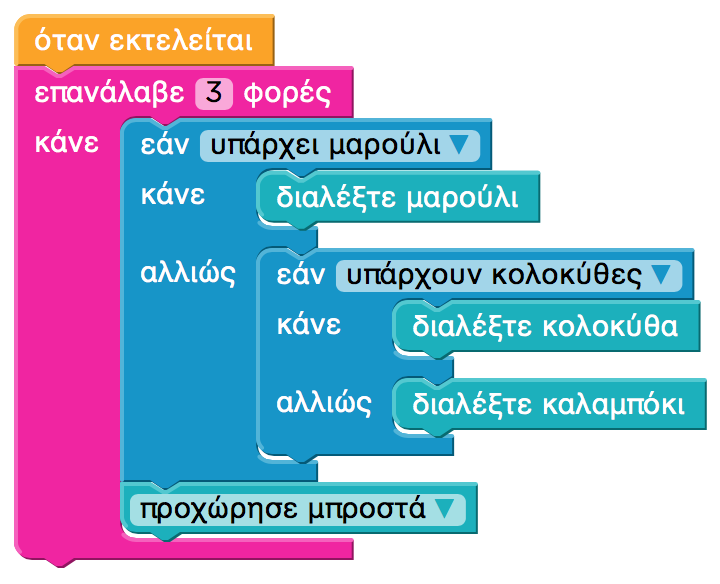 όταν εκτελείται
επανάλαβε 3 φορές
κάνε εάν υπάρχει μαρούλι
κάνε διαλέξτε μαρούλι
αλλιώς εάν υπάρχουν κολοκύθες
κάνε διαλέξτε κολοκύθα
αλλιώς διαλέξτε καλαμπόκι
προχώρησε μπροστά